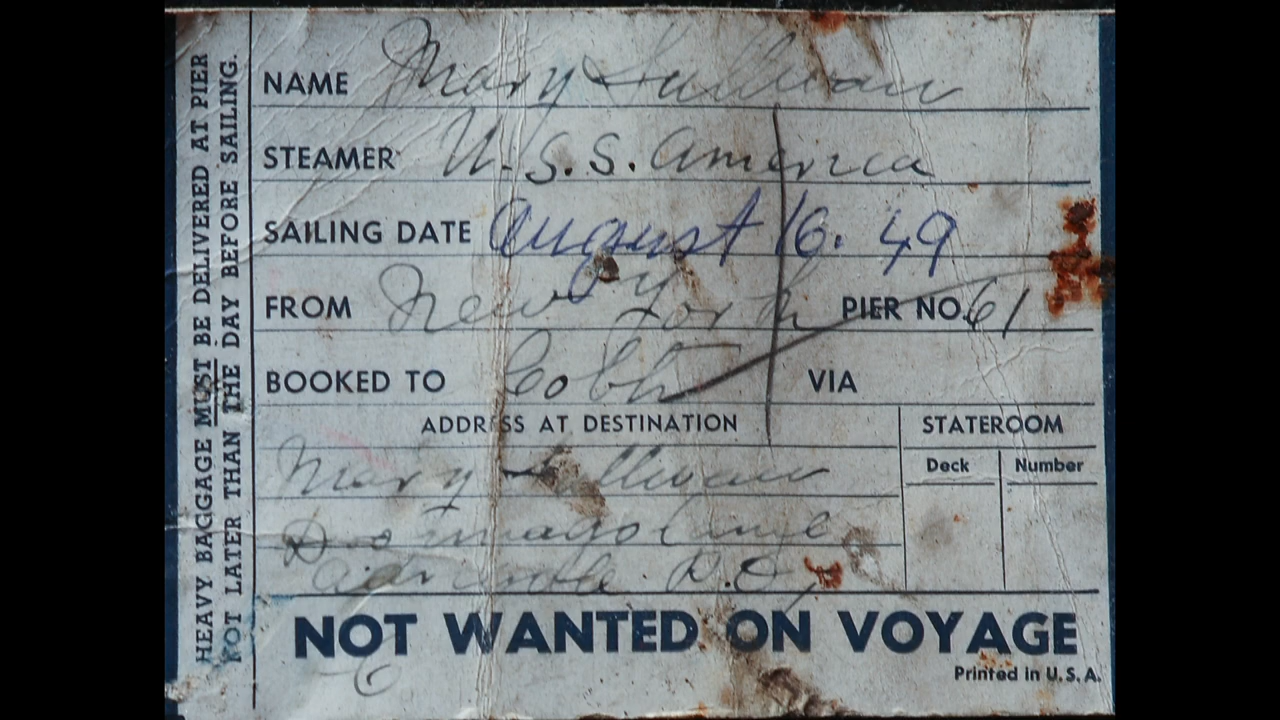 HEAVY BAGGAGE MUST BE DELIVERED AT PIER
NOT LATER THAN THE DAY BEFORE SAILING.
NAME Mary Sullivan
STEAMER U.S.S. America
SAILING DATE August 16. 49
FROM New York PIER NO. 61
BOOKED TO Cobh VIA
ADDRESS AT DESTINATION STATEROOM
Deck Number
Mary Sullivan
P.O.
NOT WANTED ON VOYAGE
Printed in U.S.A.